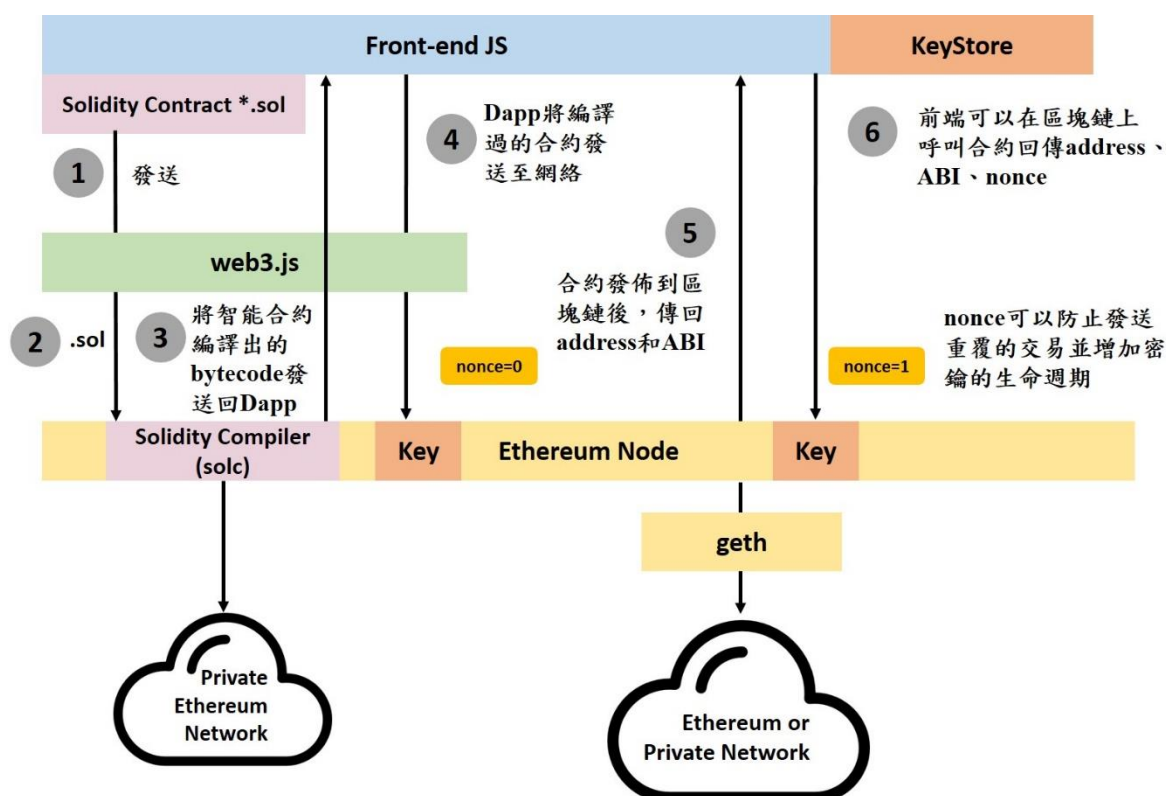 Front-end JS
KeyStore
Solidity Contract *.sol
1
發送
4
Dapp將編譯
過的合約發
送至網絡
6
前端可以在區塊鏈上
呼叫合約回傳address、
ABI、nonce
web3.js
5
合約發佈到區
塊鏈後，傳回
address和ABI
2
.sol
3
將智能合約
編譯出的
bytecode發
送回Dapp
nonce=0
nonce=1
nonce可以防止發送
重覆的交易並增加密
鑰的生命週期
Solidity Compiler
(solc)
Key
Ethereum Node
Key
geth
Private
Ethereum
Network
Ethereum or
Private Network